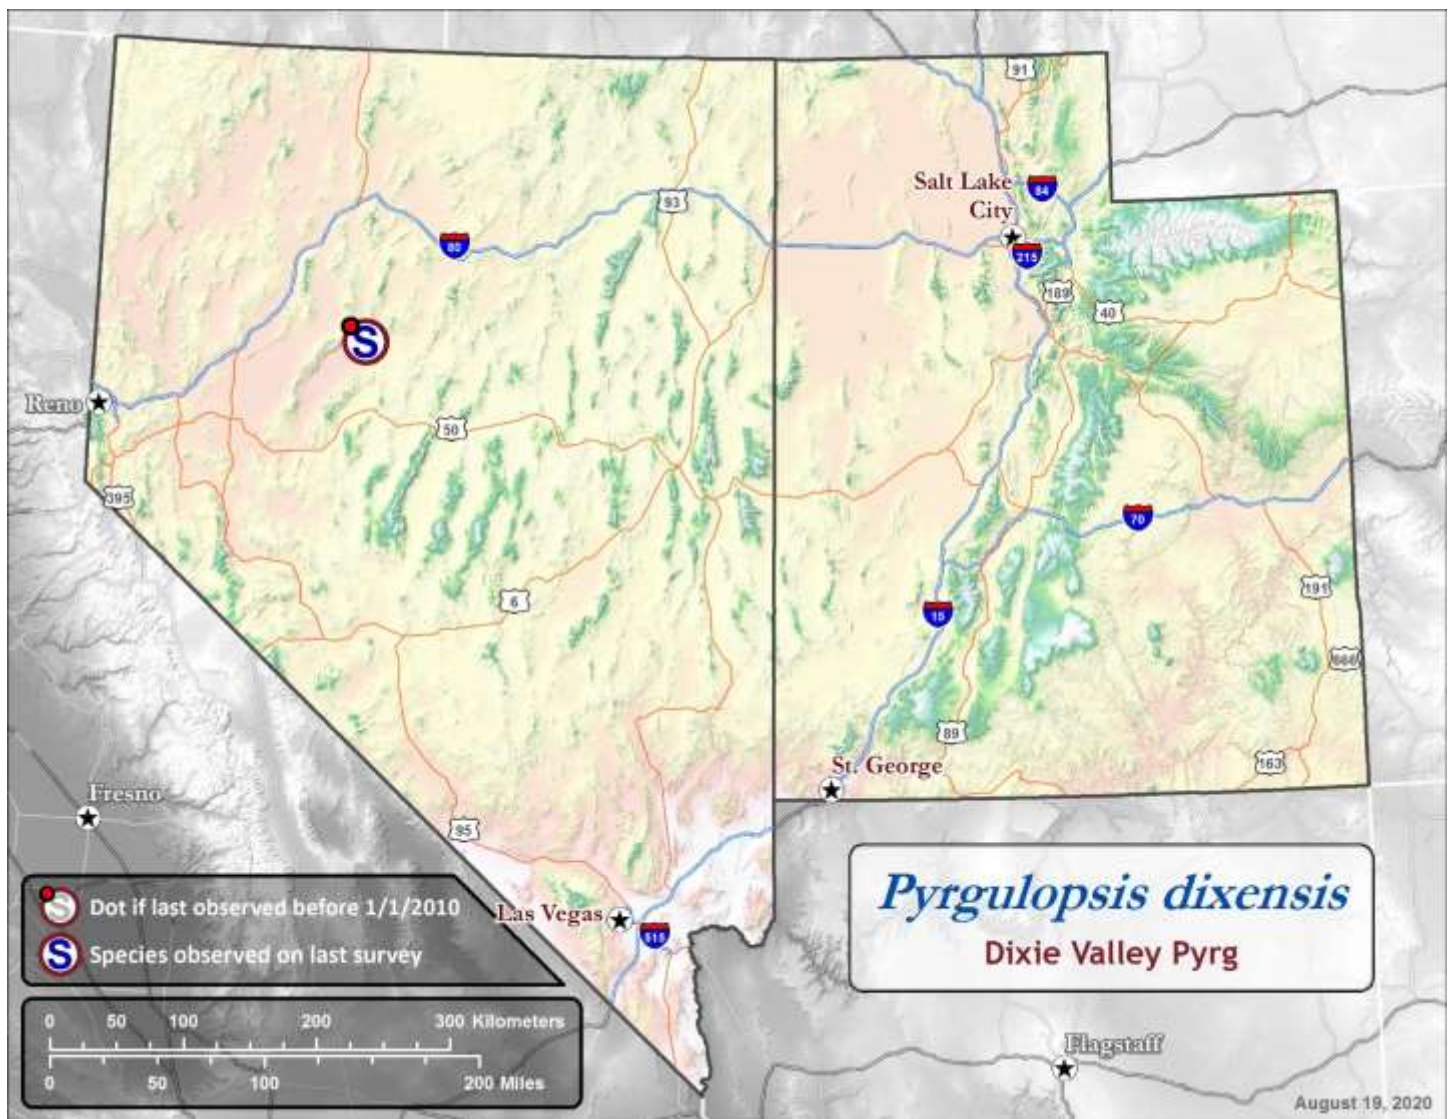 91
84
Salt Lake
City
215
93
80
189
40
S
Reno
50
395
70
6
191
15
666
89
163
St. George
Fresno
95
Las Vegas
515
Pyrgulopsis dixensis
Dixie Valley Pyrg
S Dot if last observed before 1/1/2010
S Species observed on last survey
0 50 100 200 300 Kilometers
0 50 100 200 Miles
Flagstaff
August 19, 2020